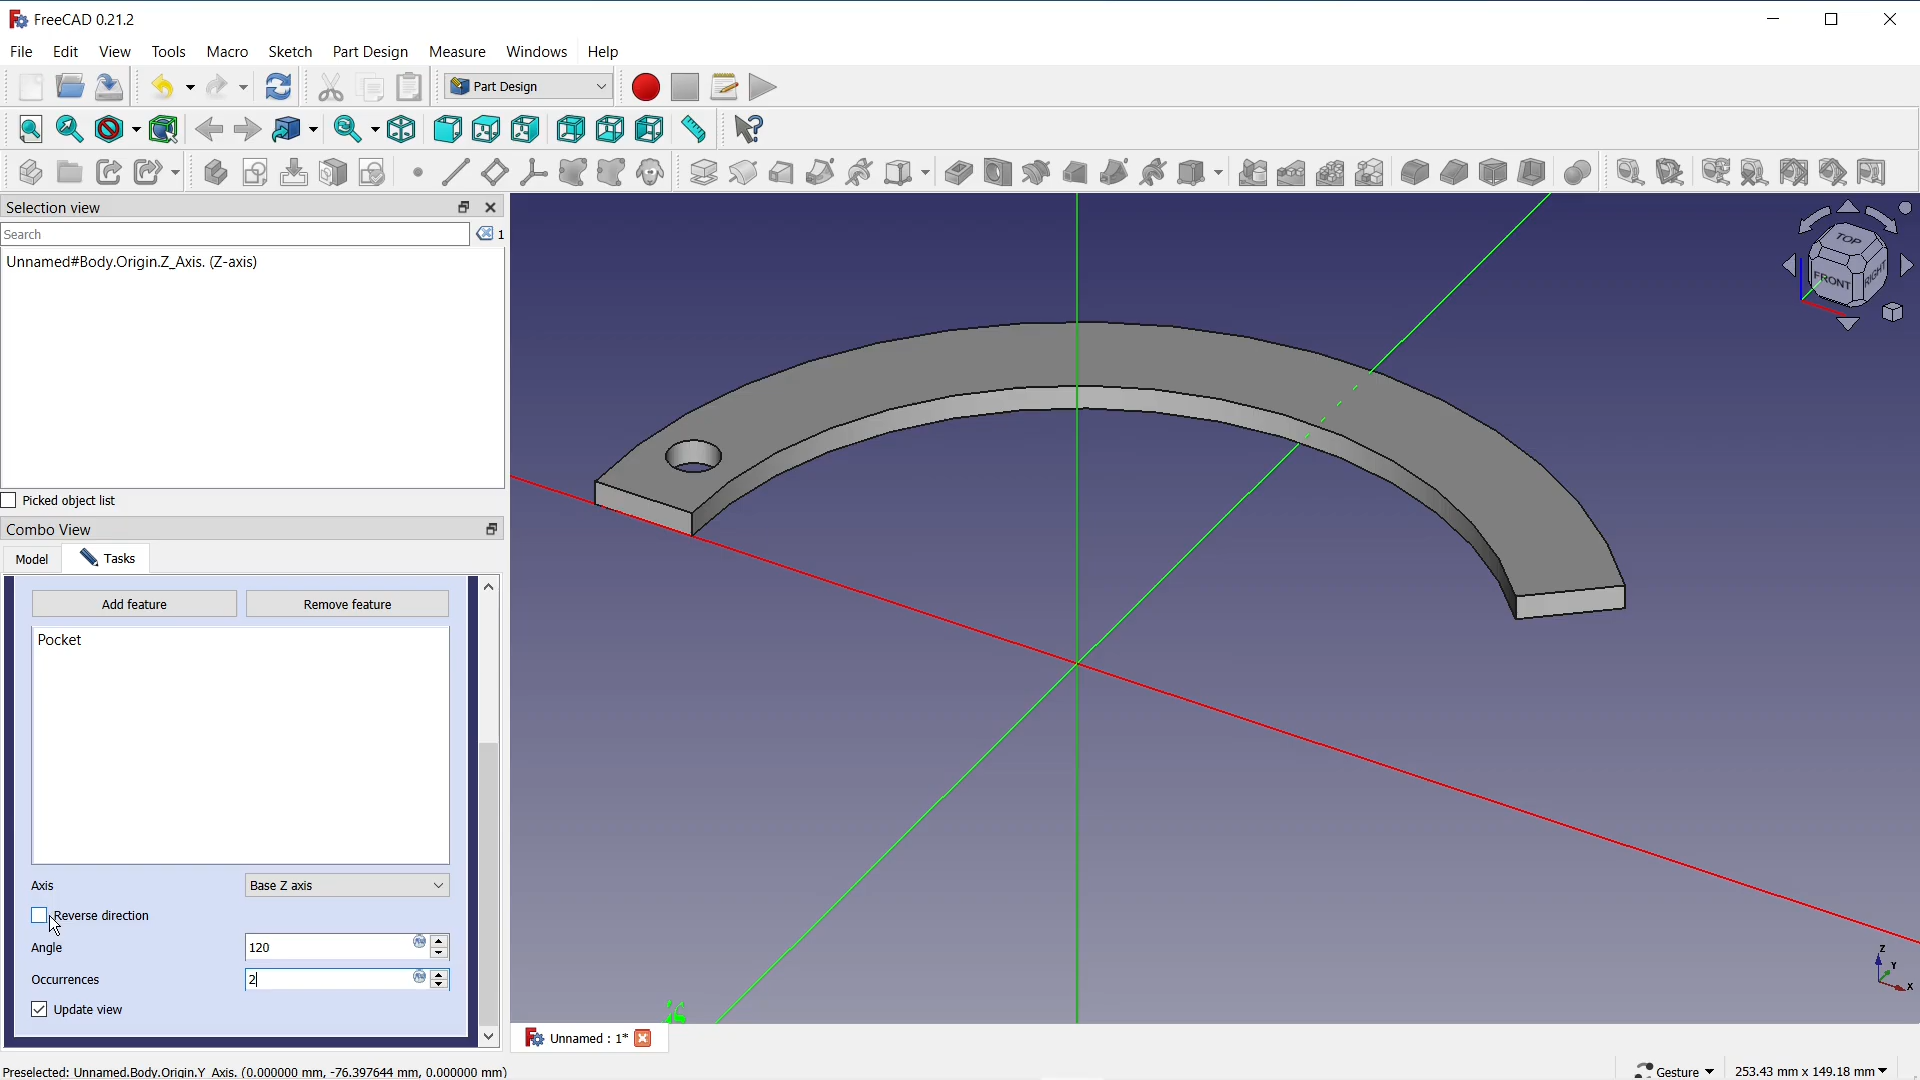 FreeCAD 0.21.2
File Edit View Tools Macro Sketch Part Design Measure Windows Help
Part Design
Selection view
Search
1
Unnamed#Body.Origin.Z_Axis. (Z-axis)
Picked object list
Combo View
Model Tasks
Add feature Remove feature
Pocket
Axis Base Z axis
Reverse direction
Angle 120
Occurrences 2
Update view
TOP
FRONT RIGHT
Z
Y
X
Unnamed : 1*
Preselected: Unnamed.Body.Origin.Y_Axis. (0.000000 mm, -76.397644 mm, 0.000000 mm)
Gesture 253.43 mm x 149.18 mm